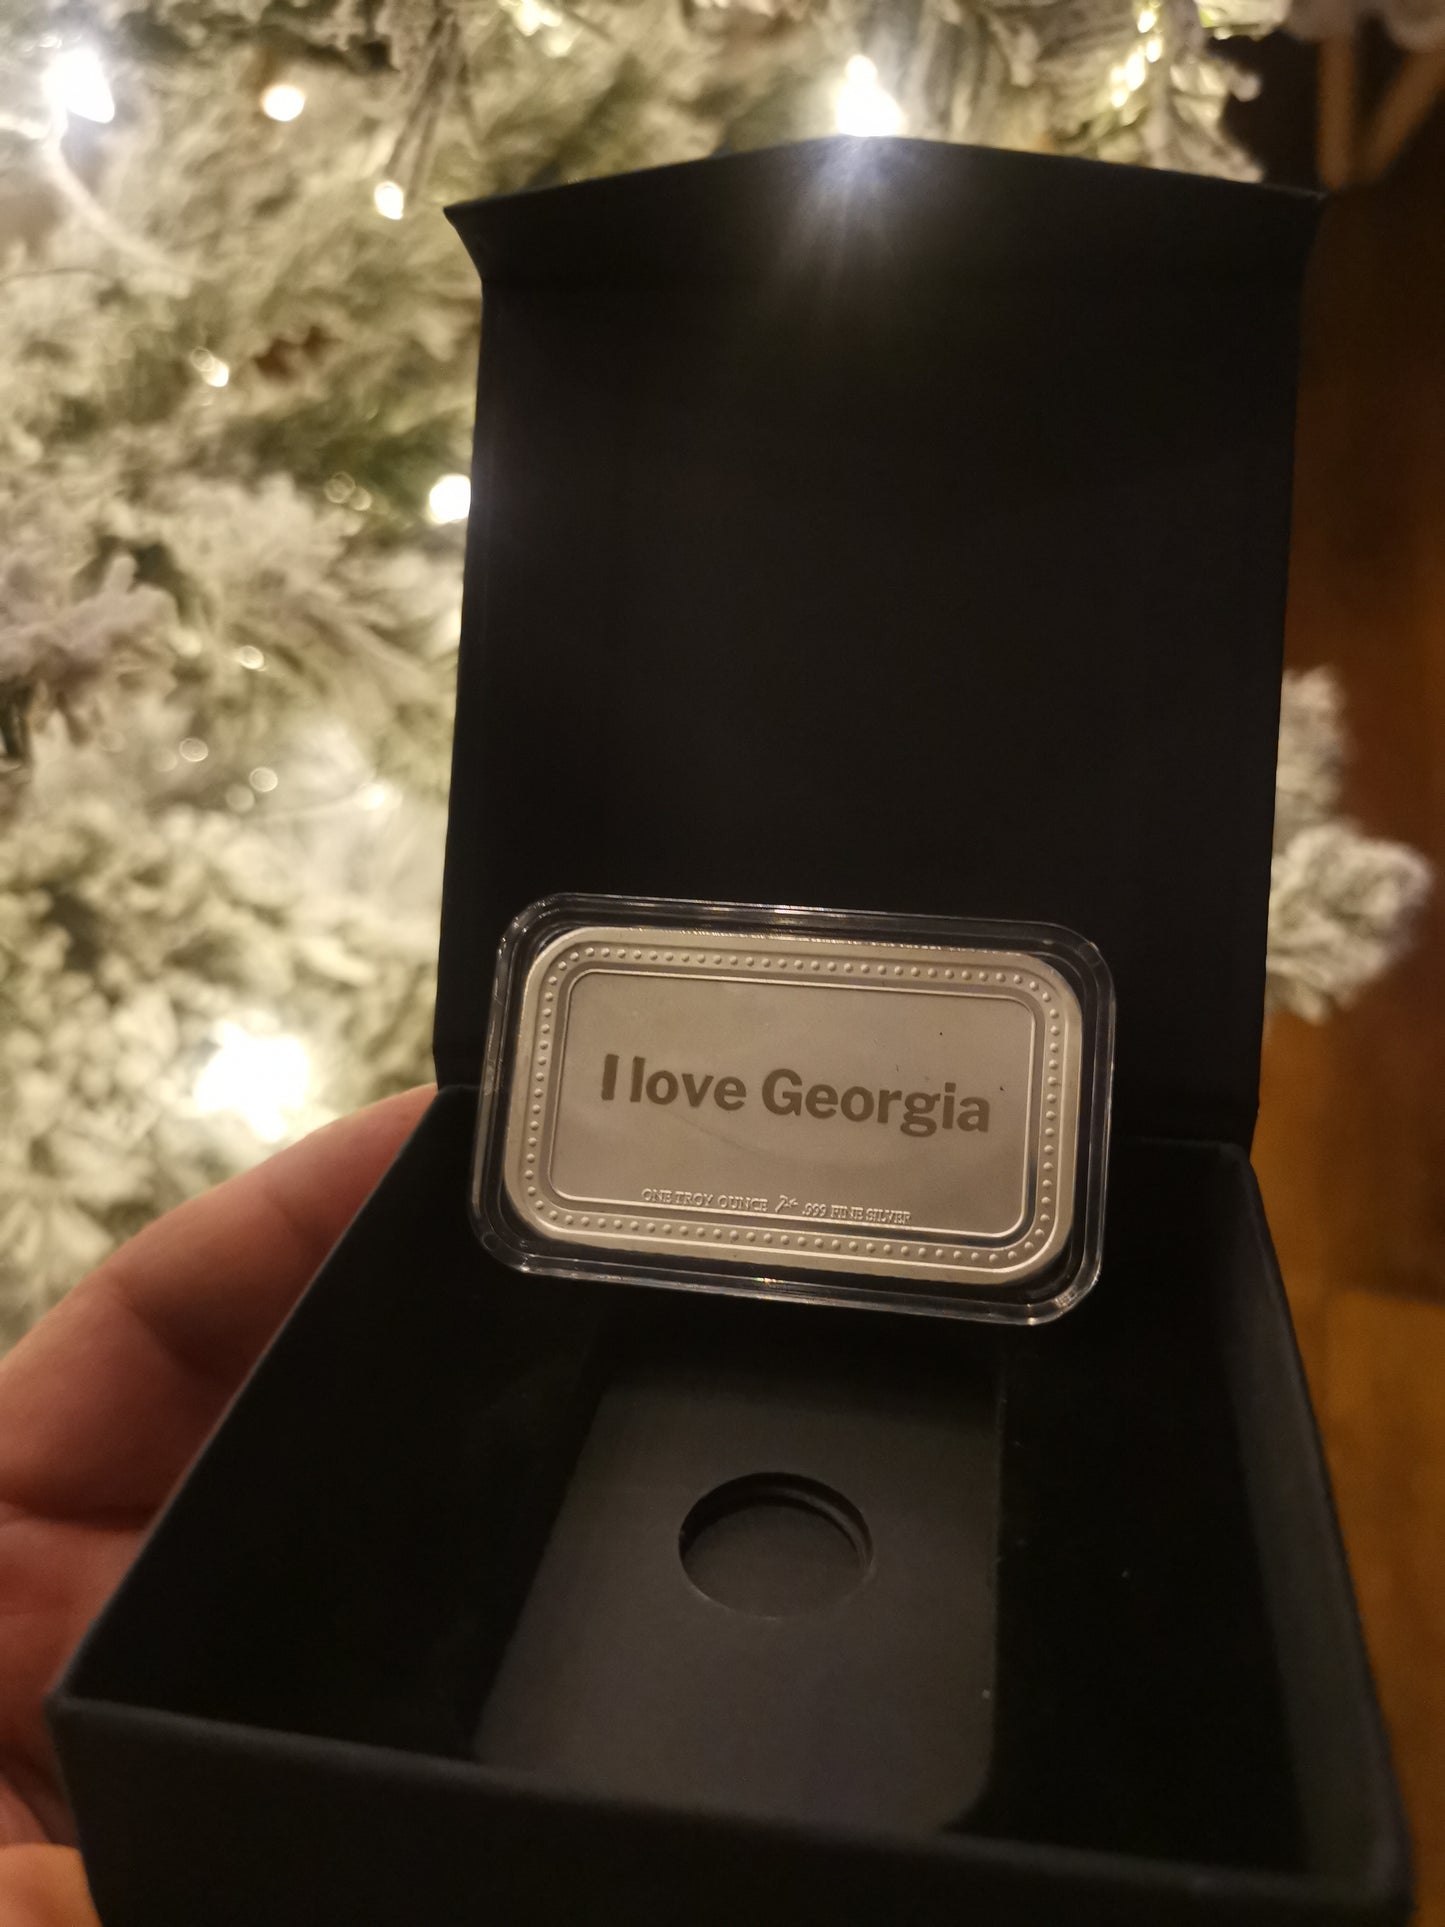 I love Georgia
ONE TROY OUNCE .999 FINE SILVER